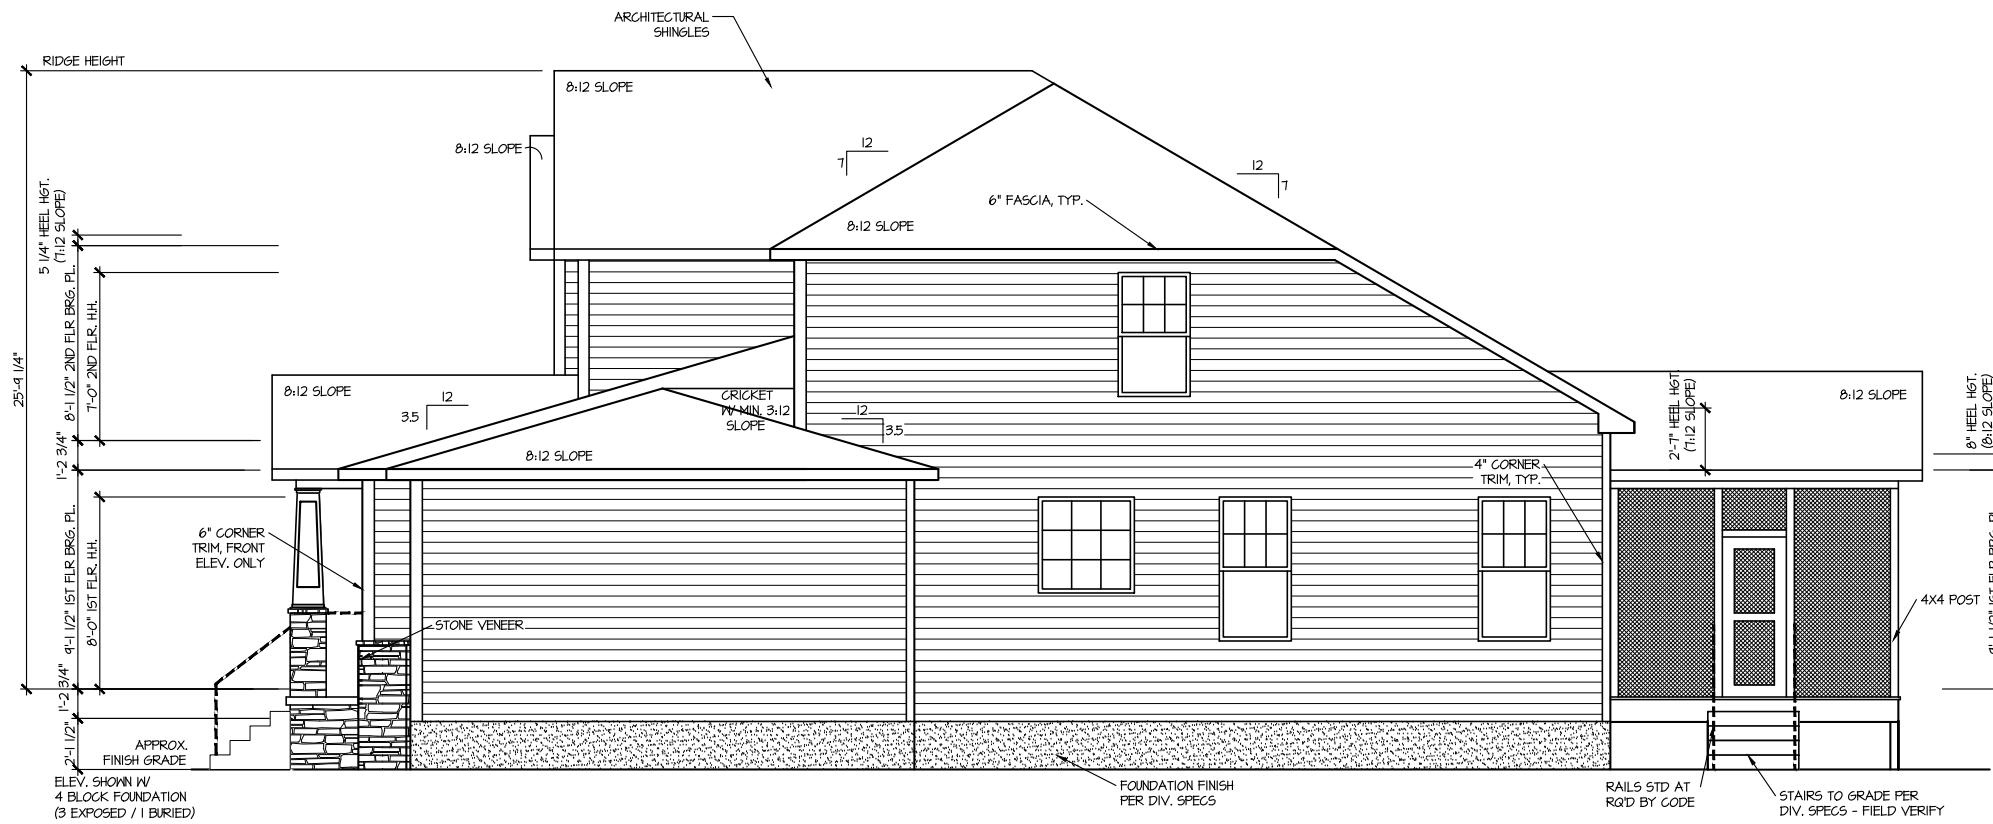 ARCHITECTURAL
SHINGLES
RIDGE HEIGHT
8:12 SLOPE
8:12 SLOPE
12
7
12
7
6" FASCIA, TYP.
8:12 SLOPE
5 1/4" HEEL HGT.
(7:12 SLOPE)
8'-1 1/2" 2ND FLR BRG. PL.
7'-0" 2ND FLR. H.H.
25'-9 1/4"
1'-2 3/4"
8:12 SLOPE
12
3.5
CRICKET
W/ MIN. 3:12
SLOPE
12
3.5
8:12 SLOPE
2'-7" HEEL HGT.
(7:12 SLOPE)
8:12 SLOPE
8" HEEL HGT.
(8:12 SLOPE)
4" CORNER
TRIM, TYP.
6" CORNER
TRIM, FRONT
ELEV. ONLY
9'-1 1/2" 1ST FLR BRG. PL.
8'-0" 1ST FLR. H.H.
STONE VENEER
4X4 POST
1'-2 3/4"
2'-1 1/2"
APPROX.
FINISH GRADE
ELEV. SHOWN W/
4 BLOCK FOUNDATION
(3 EXPOSED / 1 BURIED)
FOUNDATION FINISH
PER DIV. SPECS
RAILS STD AT
RQ'D BY CODE
STAIRS TO GRADE PER
DIV. SPECS - FIELD VERIFY